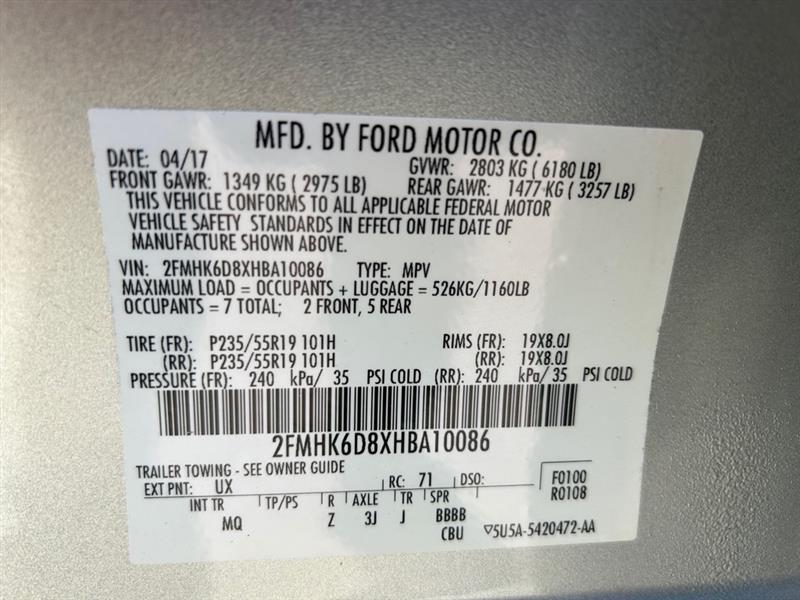 MFD. BY FORD MOTOR CO.
DATE: 04/17 GVWR: 2803 KG ( 6180 LB)
FRONT GAWR: 1349 KG ( 2975 LB) REAR GAWR: 1477 KG ( 3257 LB)
THIS VEHICLE CONFORMS TO ALL APPLICABLE FEDERAL MOTOR
VEHICLE SAFETY STANDARDS IN EFFECT ON THE DATE OF
MANUFACTURE SHOWN ABOVE.
VIN: 2FMHK6D8XHBA10086 TYPE: MPV
MAXIMUM LOAD = OCCUPANTS + LUGGAGE = 526KG/1160LB
OCCUPANTS = 7 TOTAL; 2 FRONT, 5 REAR
TIRE (FR): P235/55R19 101H RIMS (FR): 19X8.0J
(RR): P235/55R19 101H (RR): 19X8.0J
PRESSURE (FR): 240 kPa/ 35 PSI COLD (RR): 240 kPa/ 35 PSI COLD
2FMHK6D8XHBA10086
TRAILER TOWING - SEE OWNER GUIDE
EXT PNT: UX RC: 71 DSO: F0100
INT TR TP/PS R AXLE TR SPR R0108
MQ Z 3J J BBBB
CBU ▽5U5A-5420472-AA